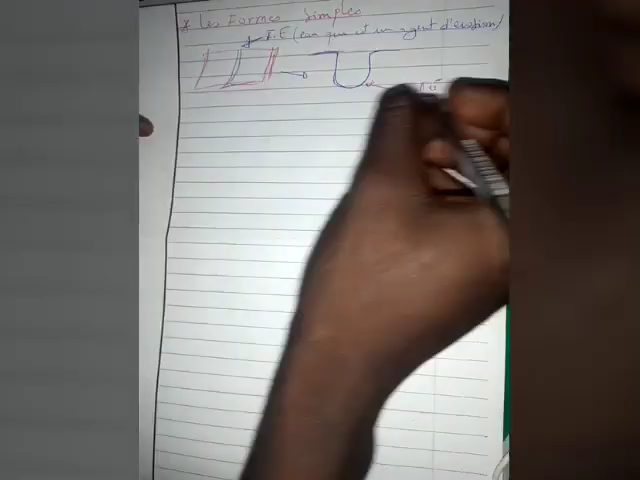 * Les Formes Simples
F.E (eau qui est un agent d'érosion)